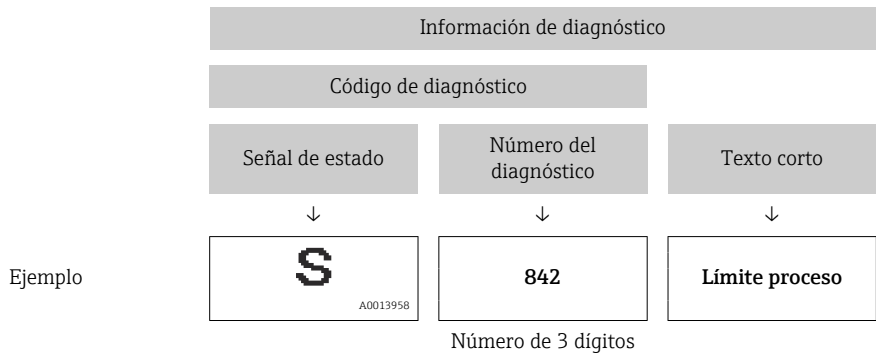 Información de diagnóstico
Código de diagnóstico
Señal de estado
Número del
diagnóstico
Texto corto
↓ ↓ ↓
Ejemplo
S
A0013958
842
Límite proceso
Número de 3 dígitos